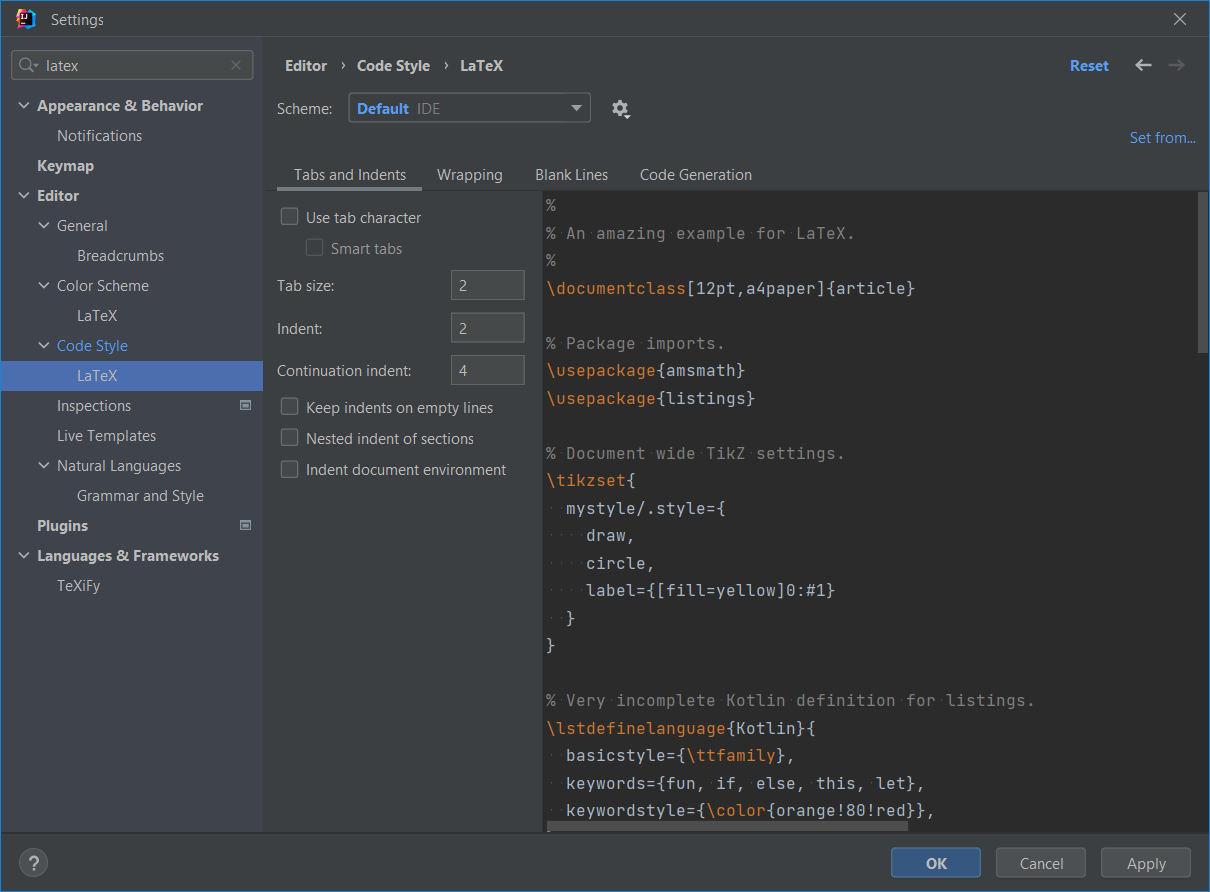 Settings
latex
Appearance & Behavior
Notifications
Keymap
Editor
General
Breadcrumbs
Color Scheme
LaTeX
Code Style
LaTeX
Inspections
Live Templates
Natural Languages
Grammar and Style
Plugins
Languages & Frameworks
TeXiFy
Editor › Code Style › LaTeX
Reset
Scheme: Default IDE
Set from...
Tabs and Indents Wrapping Blank Lines Code Generation
Use tab character
Smart tabs
Tab size: 2
Indent: 2
Continuation indent: 4
Keep indents on empty lines
Nested indent of sections
Indent document environment
%
% An amazing example for LaTeX.
%
\documentclass[12pt,a4paper]{article}
% Package imports.
\usepackage{amsmath}
\usepackage{listings}
% Document wide TikZ settings.
\tikzset{
  mystyle/.style={
    draw,
    circle,
    label={[fill=yellow]0:#1}
  }
}
% Very incomplete Kotlin definition for listings.
\lstdefinelanguage{Kotlin}{
  basicstyle={\ttfamily},
  keywords={fun, if, else, this, let},
  keywordstyle={\color{orange!80!red}},
?
OK Cancel Apply